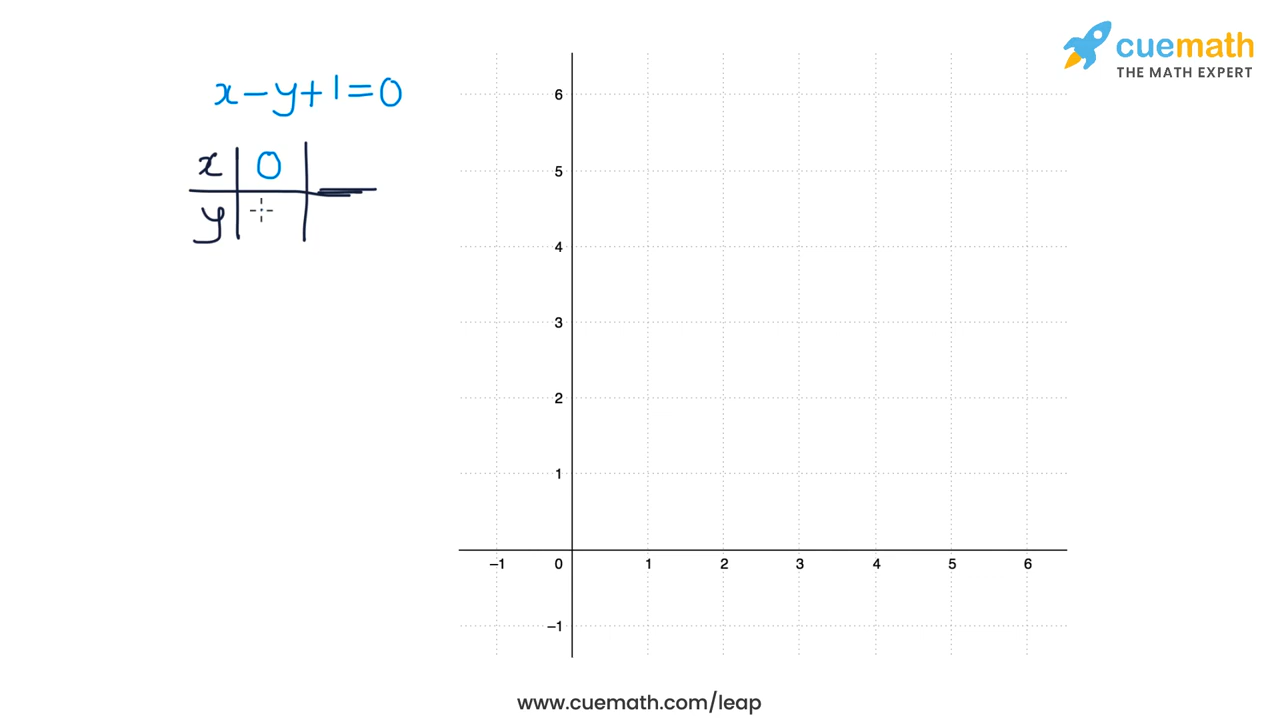 cuemath
THE MATH EXPERT
x-y+1=0
x 0
y
6
5
4
3
2
1
–1 0 1 2 3 4 5 6
–1
www.cuemath.com/leap